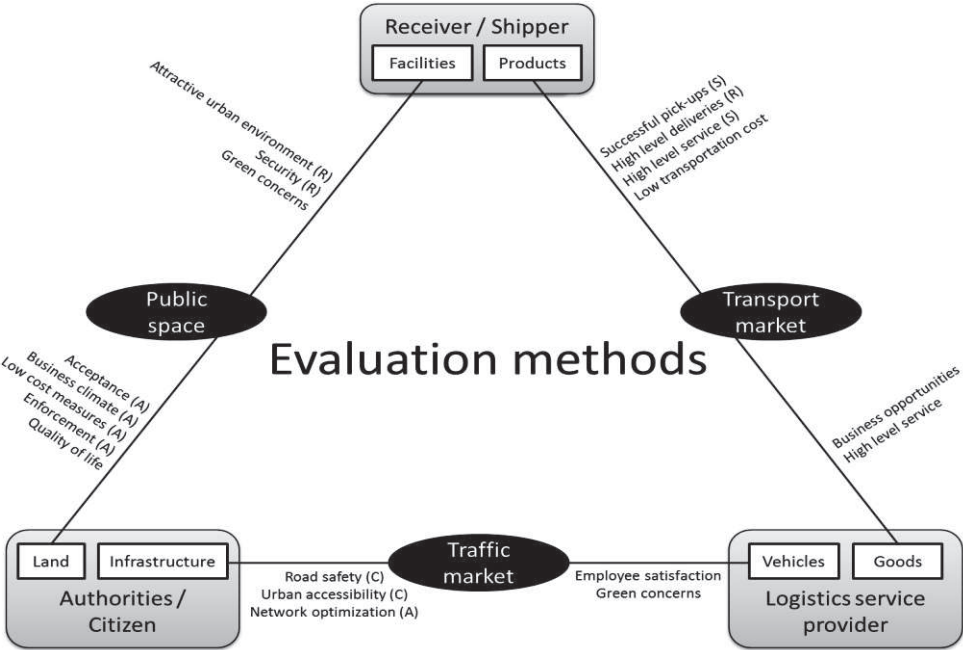 Receiver / Shipper
Facilities
Products
Attractive urban environment (R)
Security (R)
Green concerns
Successful pick-ups (S)
High level deliveries (R)
High level service (S)
Low transportation cost
Public
space
Transport
market
Evaluation methods
Acceptance (A)
Business climate (A)
Low cost measures (A)
Enforcement (A)
Quality of life
Business opportunities
High level service
Land
Infrastructure
Authorities /
Citizen
Traffic
market
Road safety (C)
Urban accessibility (C)
Network optimization (A)
Employee satisfaction
Green concerns
Vehicles
Goods
Logistics service
provider